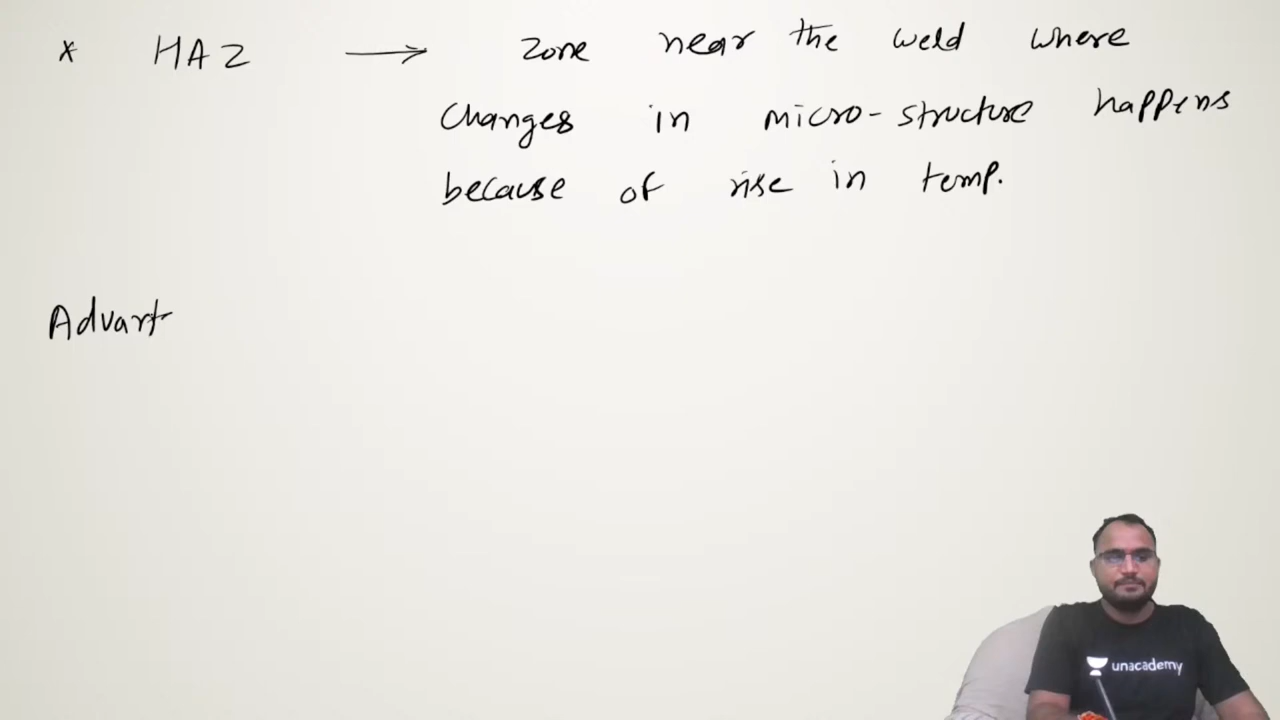 * HAZ → zone near the weld where
changes in micro-structure happens
because of rise in temp.
Advant
unacademy